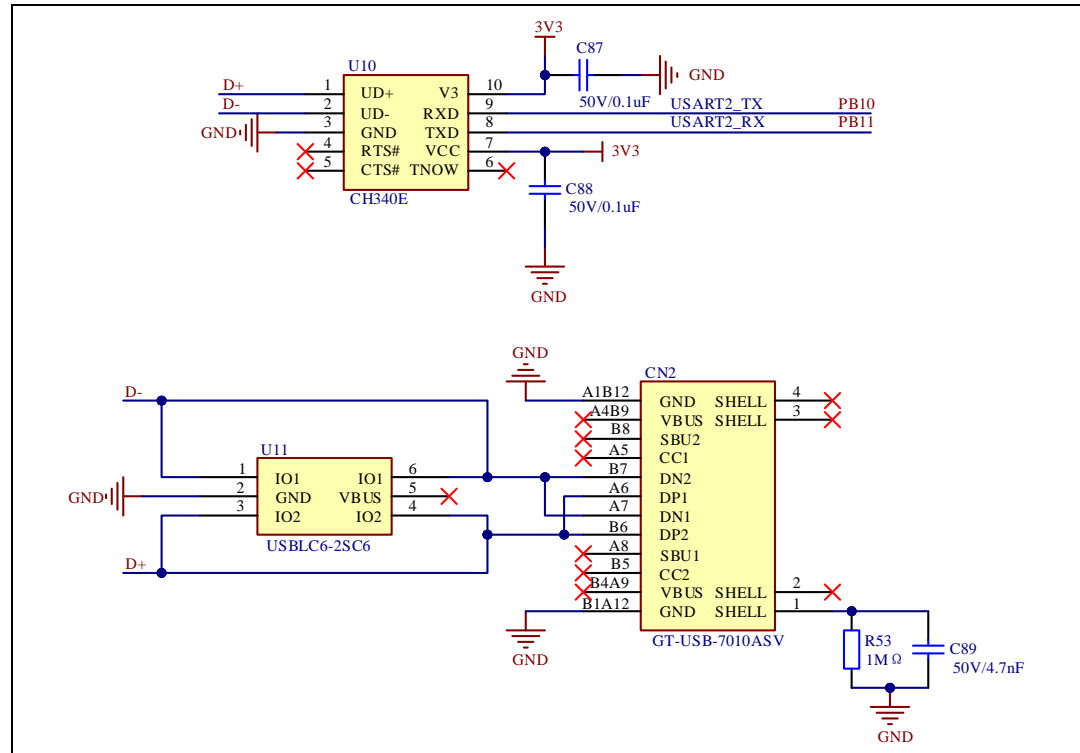 3V3
C87
GND
50V/0.1uF
U10
D+ 1 UD+ V3 10
D- 2 UD- RXD 9 USART2_TX PB10
GND 3 GND TXD 8 USART2_RX PB11
4 RTS# VCC 7 3V3
5 CTS# TNOW 6
CH340E
C88
50V/0.1uF
GND
GND
CN2
D- A1B12 GND SHELL 4
A4B9 VBUS SHELL 3
B8 SBU2
U11 A5 CC1
1 IO1 IO1 6 B7 DN2
GND 2 GND VBUS 5 A6 DP1
3 IO2 IO2 4 A7 DN1
B6 DP2
USBLC6-2SC6
A8 SBU1
D+ B5 CC2
B4A9 VBUS SHELL 2
B1A12 GND SHELL 1
GT-USB-7010ASV
GND
R53
1MΩ
C89
50V/4.7nF
GND